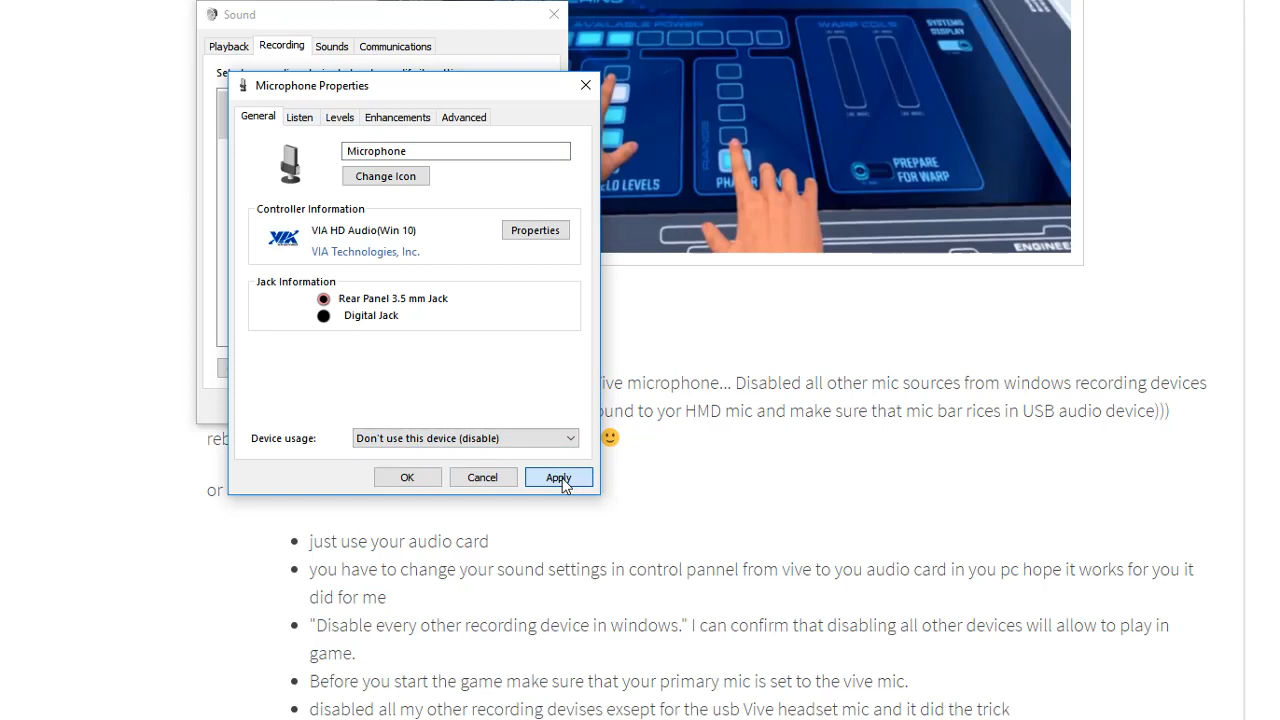 Sound
AVAILABLE POWER
WARP COILS
SYSTEMS
DISPLAY
Playback Recording Sounds Communications
Microphone Properties
General Listen Levels Enhancements Advanced
Microphone
Change Icon
RANGE
PREPARE
FOR WARP
Controller Information
VIA HD Audio(Win 10)
Properties
VIA Technologies, Inc.
Jack Information
Rear Panel 3.5 mm Jack
Digital Jack
microphone... Disabled all other mic sources from windows recording devices
to yor HMD mic and make sure that mic bar rices in USB audio device)))
Device usage: Don't use this device (disable)
OK Cancel Apply
or
just use your audio card
you have to change your sound settings in control pannel from vive to you audio card in you pc hope it works for you it
did for me
"Disable every other recording device in windows." I can confirm that disabling all other devices will allow to play in
game.
Before you start the game make sure that your primary mic is set to the vive mic.
disabled all my other recording devises exsept for the usb Vive headset mic and it did the trick